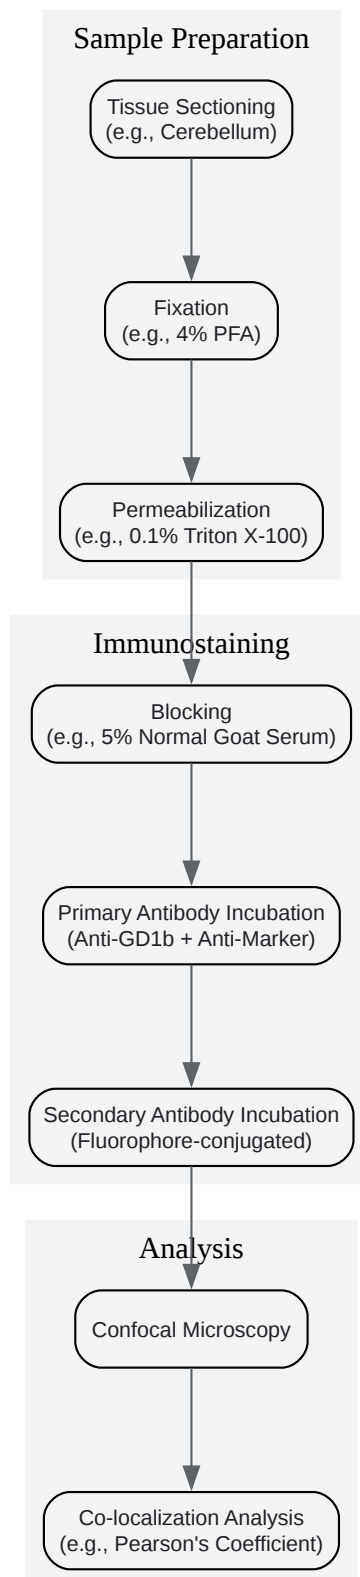 Sample Preparation
Tissue Sectioning
(e.g., Cerebellum)
Fixation
(e.g., 4% PFA)
Permeabilization
(e.g., 0.1% Triton X-100)
Immunostaining
Blocking
(e.g., 5% Normal Goat Serum)
Primary Antibody Incubation
(Anti-GD1b + Anti-Marker)
Secondary Antibody Incubation
(Fluorophore-conjugated)
Analysis
Confocal Microscopy
Co-localization Analysis
(e.g., Pearson's Coefficient)